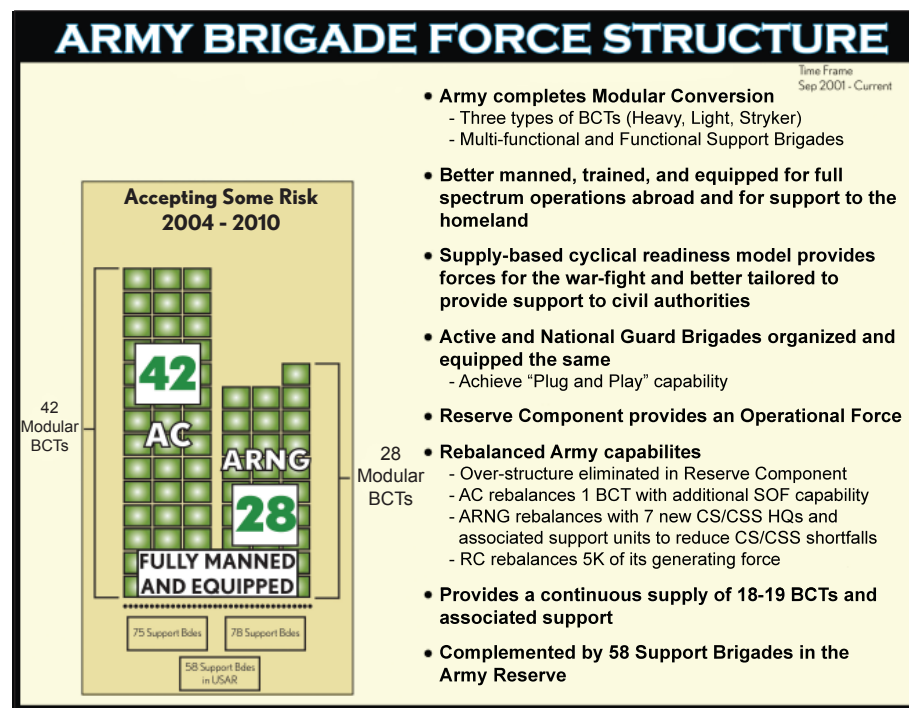 ARMY BRIGADE FORCE STRUCTURE
Time Frame
Sep 2001 - Current
Accepting Some Risk
2004 - 2010
42
Modular
BCTs
42
AC
ARNG
28
28
Modular
BCTs
FULLY MANNED
AND EQUIPPED
75 Support Bdes
78 Support Bdes
58 Support Bdes
in USAR
• Army completes Modular Conversion
- Three types of BCTs (Heavy, Light, Stryker)
- Multi-functional and Functional Support Brigades
• Better manned, trained, and equipped for full
spectrum operations abroad and for support to the
homeland
• Supply-based cyclical readiness model provides
forces for the war-fight and better tailored to
provide support to civil authorities
• Active and National Guard Brigades organized and
equipped the same
- Achieve “Plug and Play” capability
• Reserve Component provides an Operational Force
• Rebalanced Army capabilites
- Over-structure eliminated in Reserve Component
- AC rebalances 1 BCT with additional SOF capability
- ARNG rebalances with 7 new CS/CSS HQs and
associated support units to reduce CS/CSS shortfalls
- RC rebalances 5K of its generating force
• Provides a continuous supply of 18-19 BCTs and
associated support
• Complemented by 58 Support Brigades in the
Army Reserve